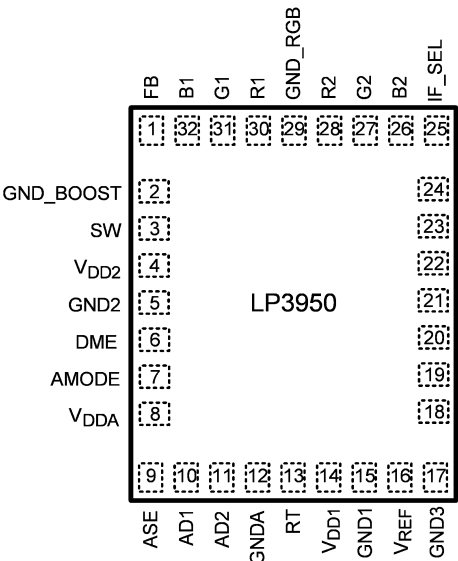 FB B1 G1 R1 GND_RGB R2 G2 B2 IF_SEL
1 32 31 30 29 28 27 26 25
GND_BOOST 2 24
SW 3 23
VDD2 4 22
GND2 5 21
LP3950
DME 6 20
AMODE 7 19
VDDA 8 18
9 10 11 12 13 14 15 16 17
ASE AD1 AD2 GNDA RT VDD1 GND1 VREF GND3